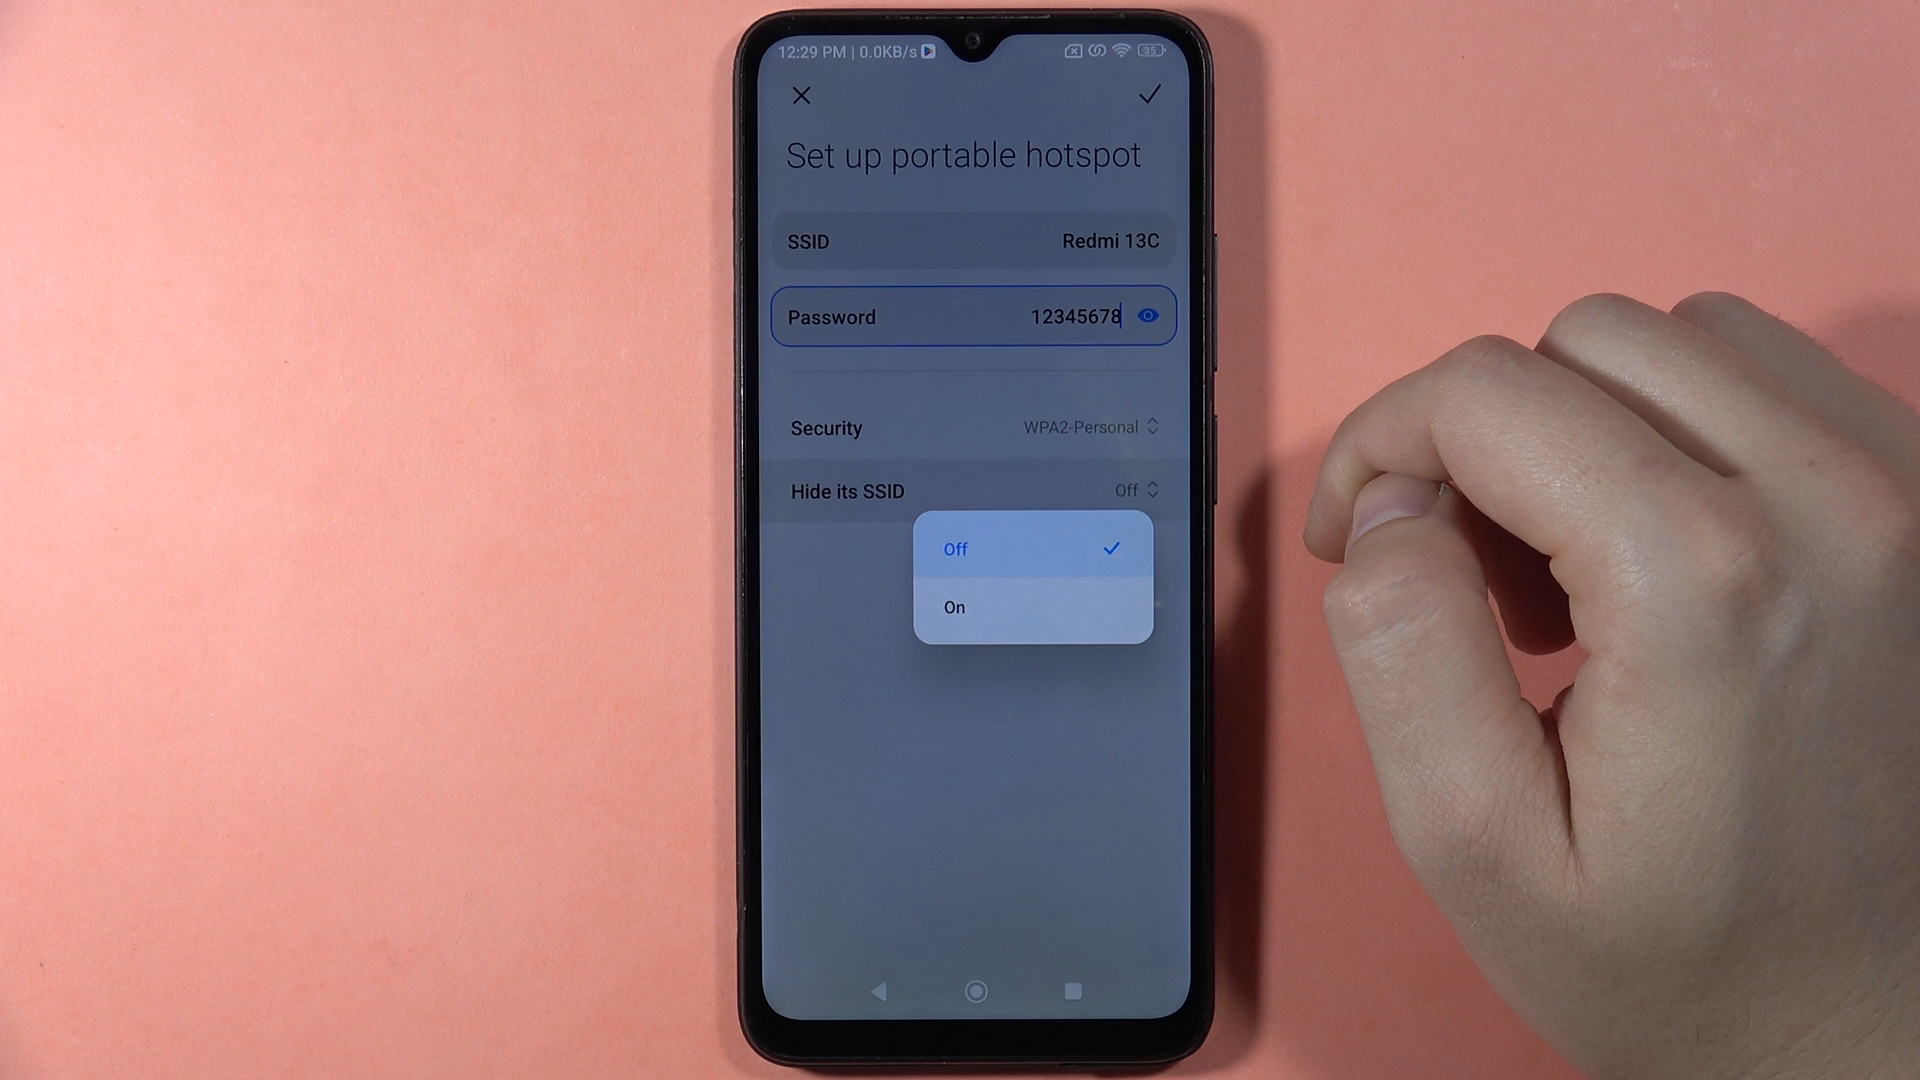 12:29 PM | 0.0KB/s 35
Set up portable hotspot
SSID Redmi 13C
Password 12345678
Security WPA2-Personal
Hide its SSID Off
Off
On